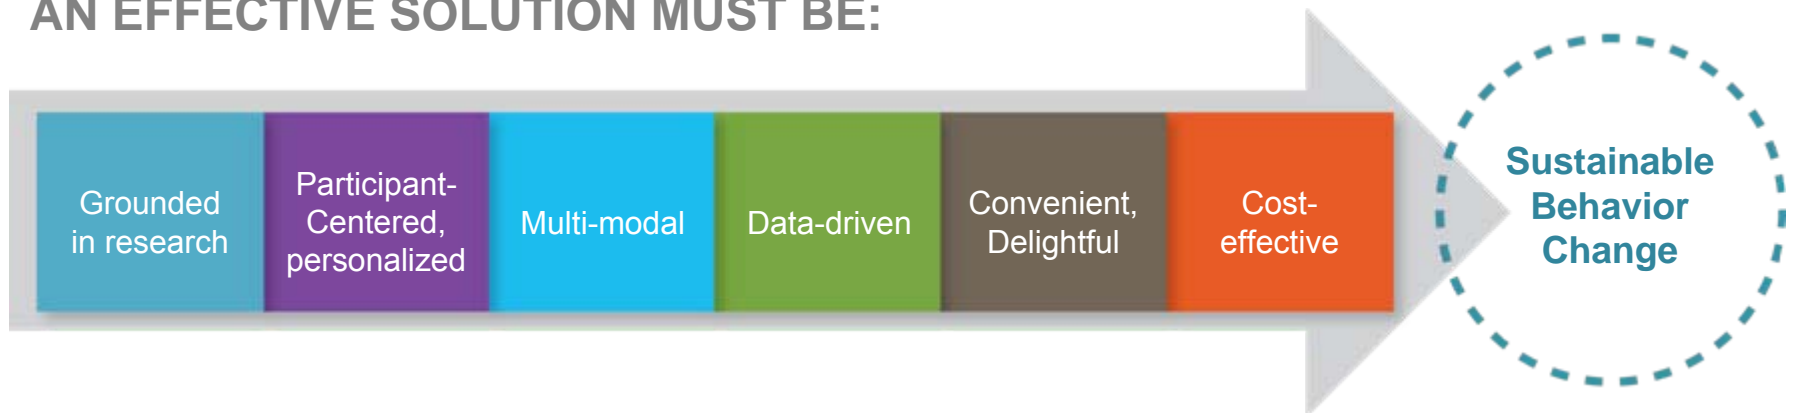 AN EFFECTIVE SOLUTION MUST BE:
Grounded
in research
Participant-
Centered,
personalized
Multi-modal
Data-driven
Convenient,
Delightful
Cost-
effective
Sustainable
Behavior
Change